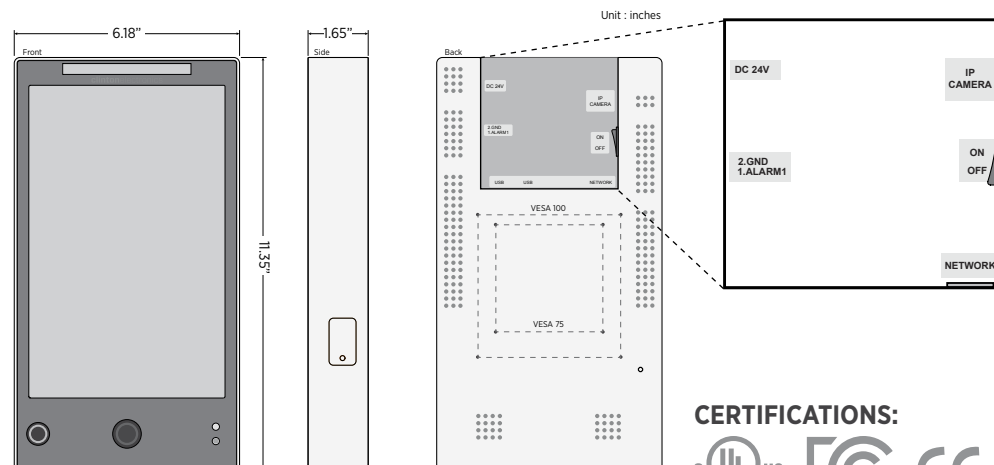 Unit : inches
6.18"
1.65"
Front
Side
Back
11.35"
DC 24V
IP
CAMERA
2.GND
1.ALARM1
ON
OFF
USB
USB
NETWORK
VESA 100
VESA 75
DC 24V
IP
CAMERA
2.GND
1.ALARM1
ON
OFF
NETWORK
CERTIFICATIONS: